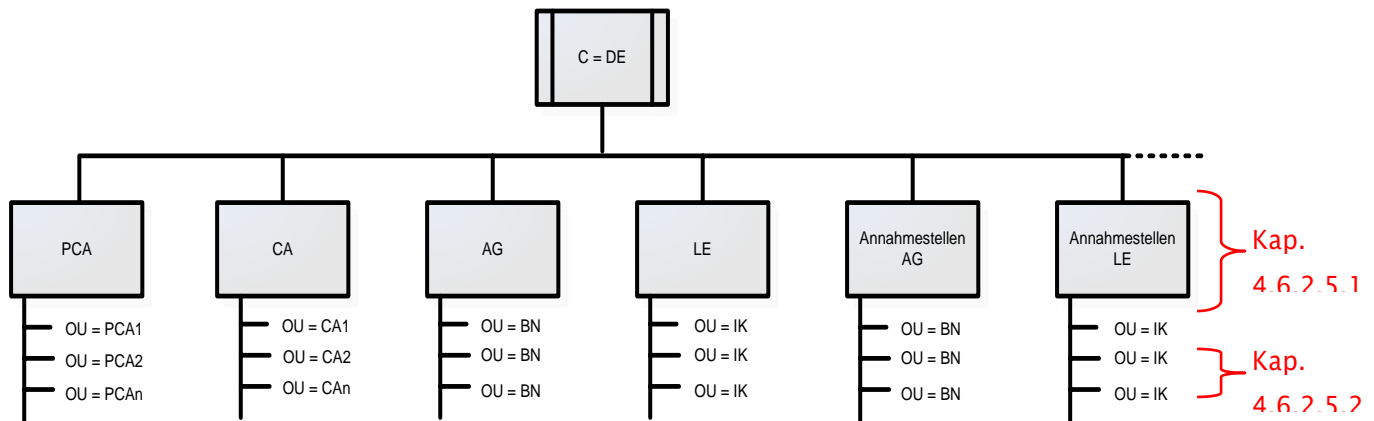 C = DE
PCA
CA
AG
LE
Annahmestellen
AG
Annahmestellen
LE
Kap.
4.6.2.5.1
OU = PCA1
OU = PCA2
OU = PCAn
OU = CA1
OU = CA2
OU = CAn
OU = BN
OU = BN
OU = BN
OU = IK
OU = IK
OU = IK
OU = BN
OU = BN
OU = BN
OU = IK
OU = IK
OU = IK
Kap.
4.6.2.5.2